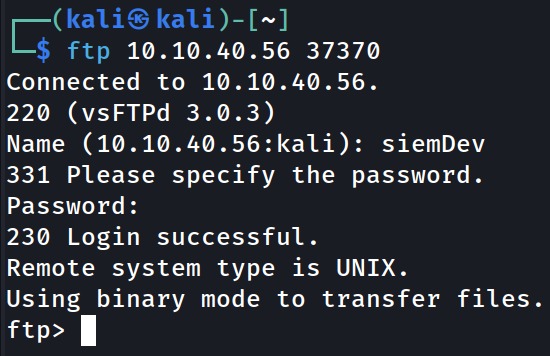 ┌──(kali㉿kali)-[~]
└─$ ftp 10.10.40.56 37370
Connected to 10.10.40.56.
220 (vsFTPd 3.0.3)
Name (10.10.40.56:kali): siemDev
331 Please specify the password.
Password:
230 Login successful.
Remote system type is UNIX.
Using binary mode to transfer files.
ftp>